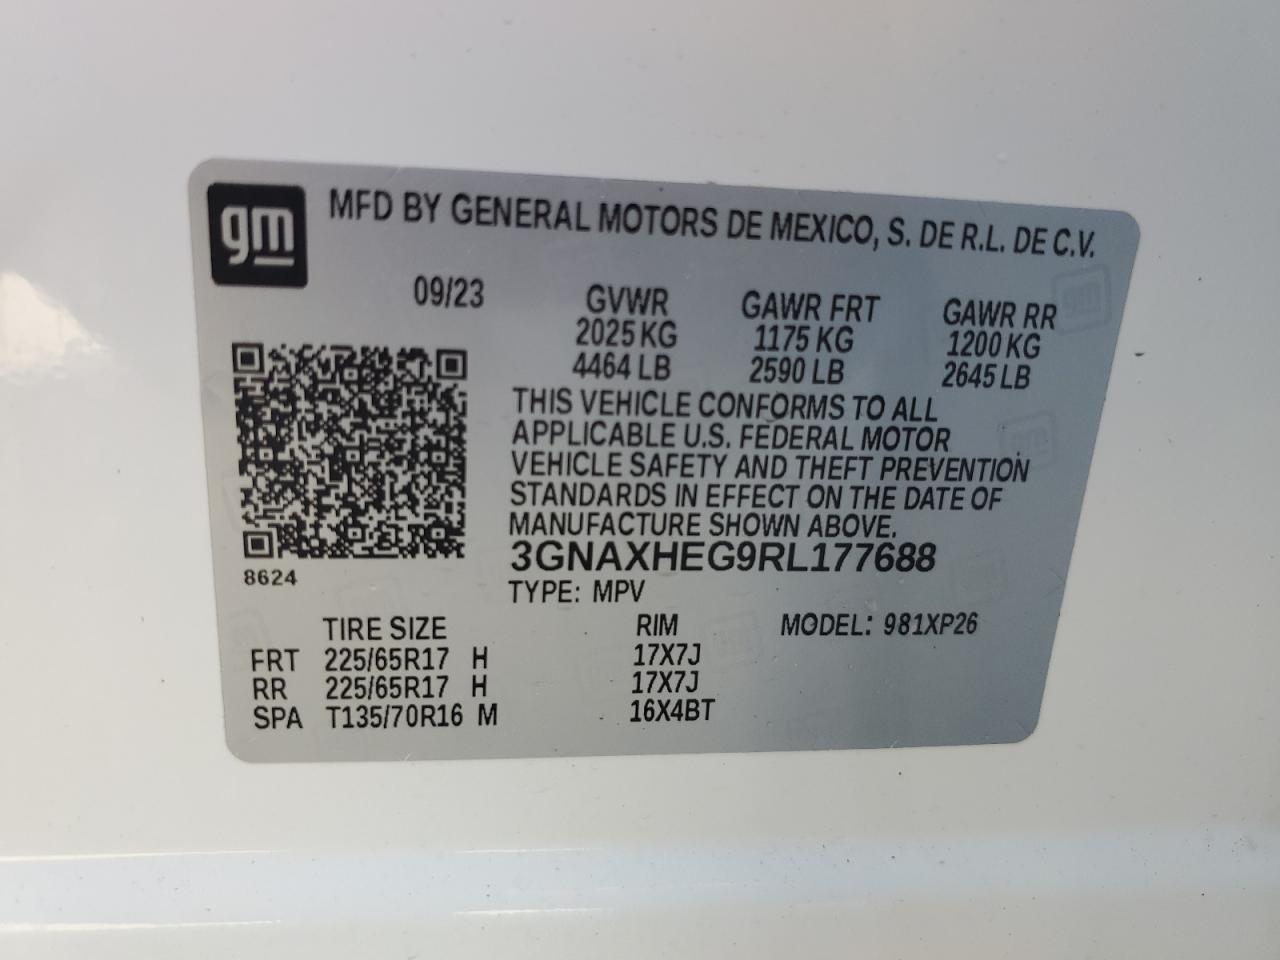 gm
MFD BY GENERAL MOTORS DE MEXICO, S. DE R.L. DE C.V.
09/23
GVWR GAWR FRT GAWR RR
2025 KG 1175 KG 1200 KG
4464 LB 2590 LB 2645 LB
THIS VEHICLE CONFORMS TO ALL
APPLICABLE U.S. FEDERAL MOTOR
VEHICLE SAFETY AND THEFT PREVENTION
STANDARDS IN EFFECT ON THE DATE OF
MANUFACTURE SHOWN ABOVE.
3GNAXHEG9RL177688
8624
TYPE: MPV
TIRE SIZE RIM MODEL: 981XP26
FRT 225/65R17 H 17X7J
RR 225/65R17 H 17X7J
SPA T135/70R16 M 16X4BT